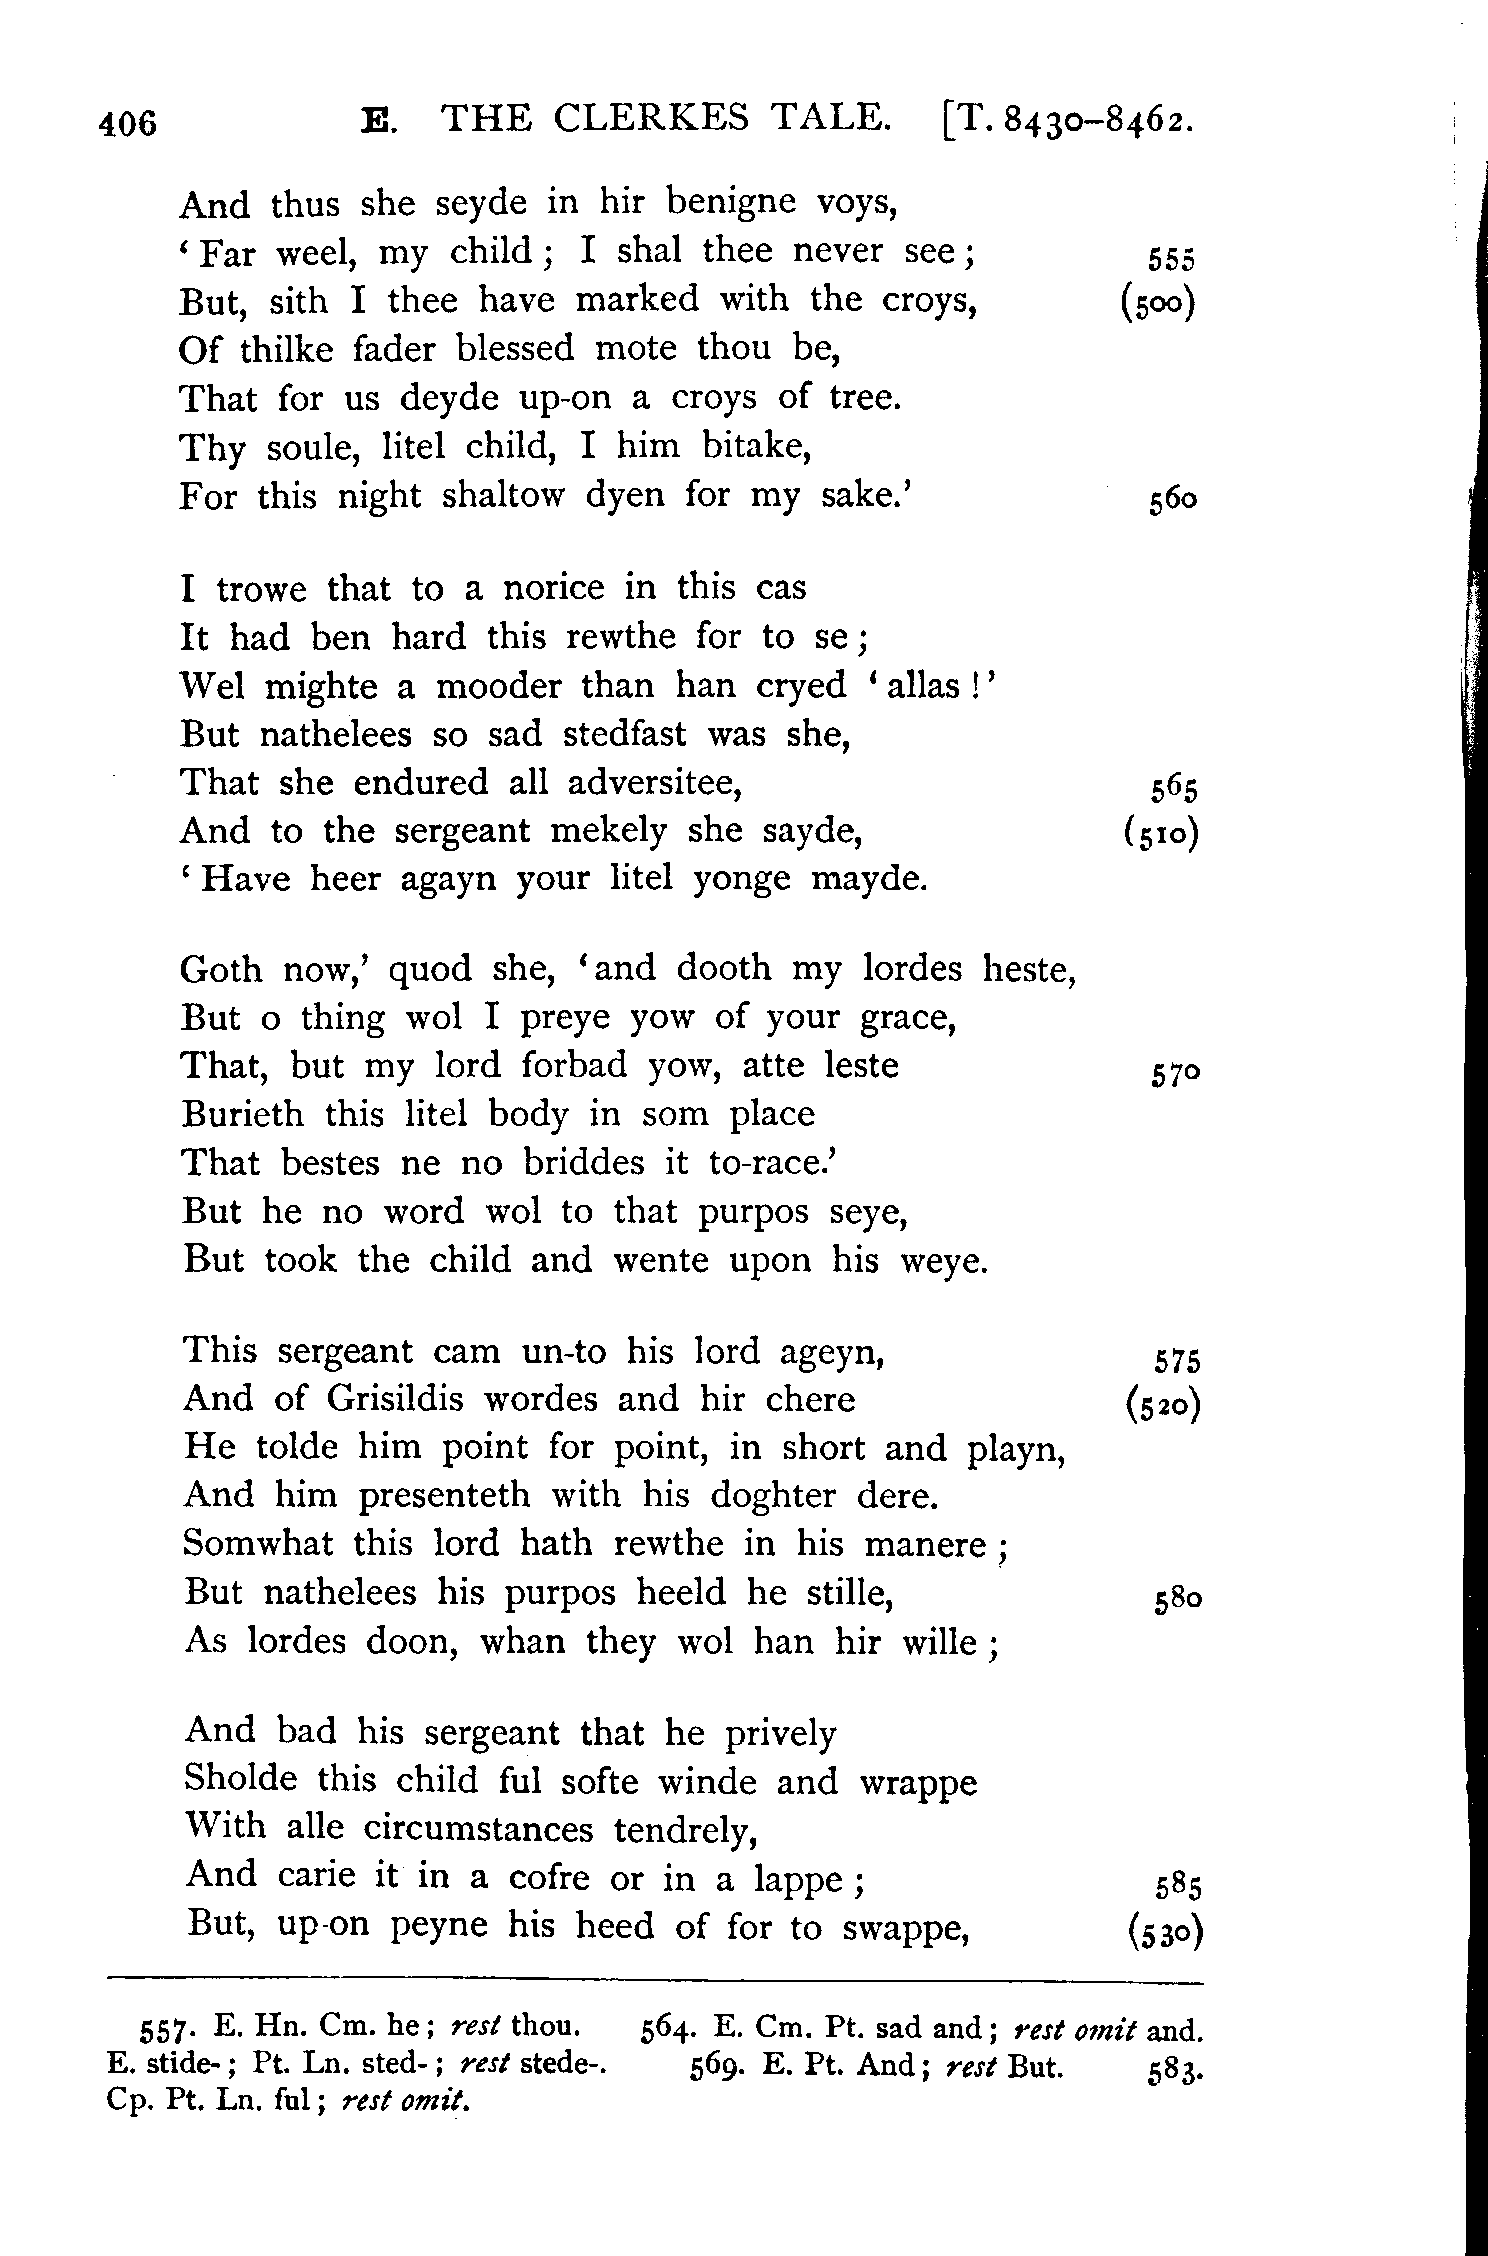 406 E. THE CLERKES TALE. [T. 8430–8462.
And thus she seyde in hir benigne voys,
‘Far weel, my child; I shal thee never see; 555
But, sith I thee have marked with the croys, (500)
Of thilke fader blessed mote thou be,
That for us deyde up-on a croys of tree.
Thy soule, litel child, I him bitake,
For this night shaltow dyen for my sake.’ 560
I trowe that to a norice in this cas
It had ben hard this rewthe for to se;
Wel mighte a mooder than han cryed ‘allas!’
But nathelees so sad stedfast was she,
That she endured all adversitee, 565
And to the sergeant mekely she sayde, (510)
‘Have heer agayn your litel yonge mayde.
Goth now,’ quod she, ‘and dooth my lordes heste,
But o thing wol I preye yow of your grace,
That, but my lord forbad yow, atte leste 570
Burieth this litel body in som place
That bestes ne no briddes it to-race.’
But he no word wol to that purpos seye,
But took the child and wente upon his weye.
This sergeant cam un-to his lord ageyn, 575
And of Grisildis wordes and hir chere (520)
He tolde him point for point, in short and playn,
And him presenteth with his doghter dere.
Somwhat this lord hath rewthe in his manere;
But nathelees his purpos heeld he stille, 580
As lordes doon, whan they wol han hir wille;
And bad his sergeant that he prively
Sholde this child ful softe winde and wrappe
With alle circumstances tendrely,
And carie it in a cofre or in a lappe; 585
But, up-on peyne his heed of for to swappe, (530)
557. E. Hn. Cm. he; rest thou. 564. E. Cm. Pt. sad and; rest omit and.
E. stide-; Pt. Ln. sted-; rest stede-. 569. E. Pt. And; rest But. 583.
Cp. Pt. Ln. ful; rest omit.